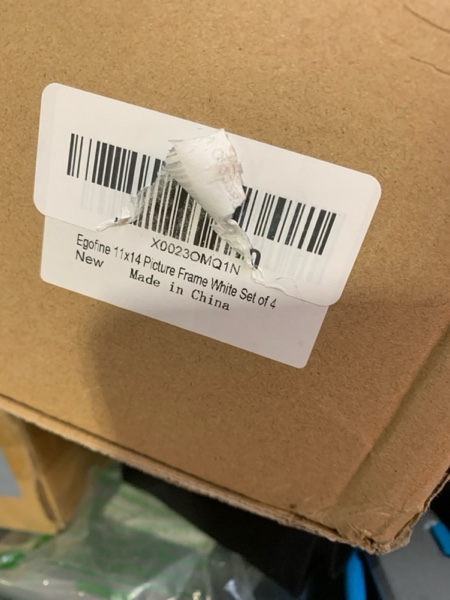 X0023OMQ1N
Egofine 11x14 Picture Frame White Set of 4
New
Made in China